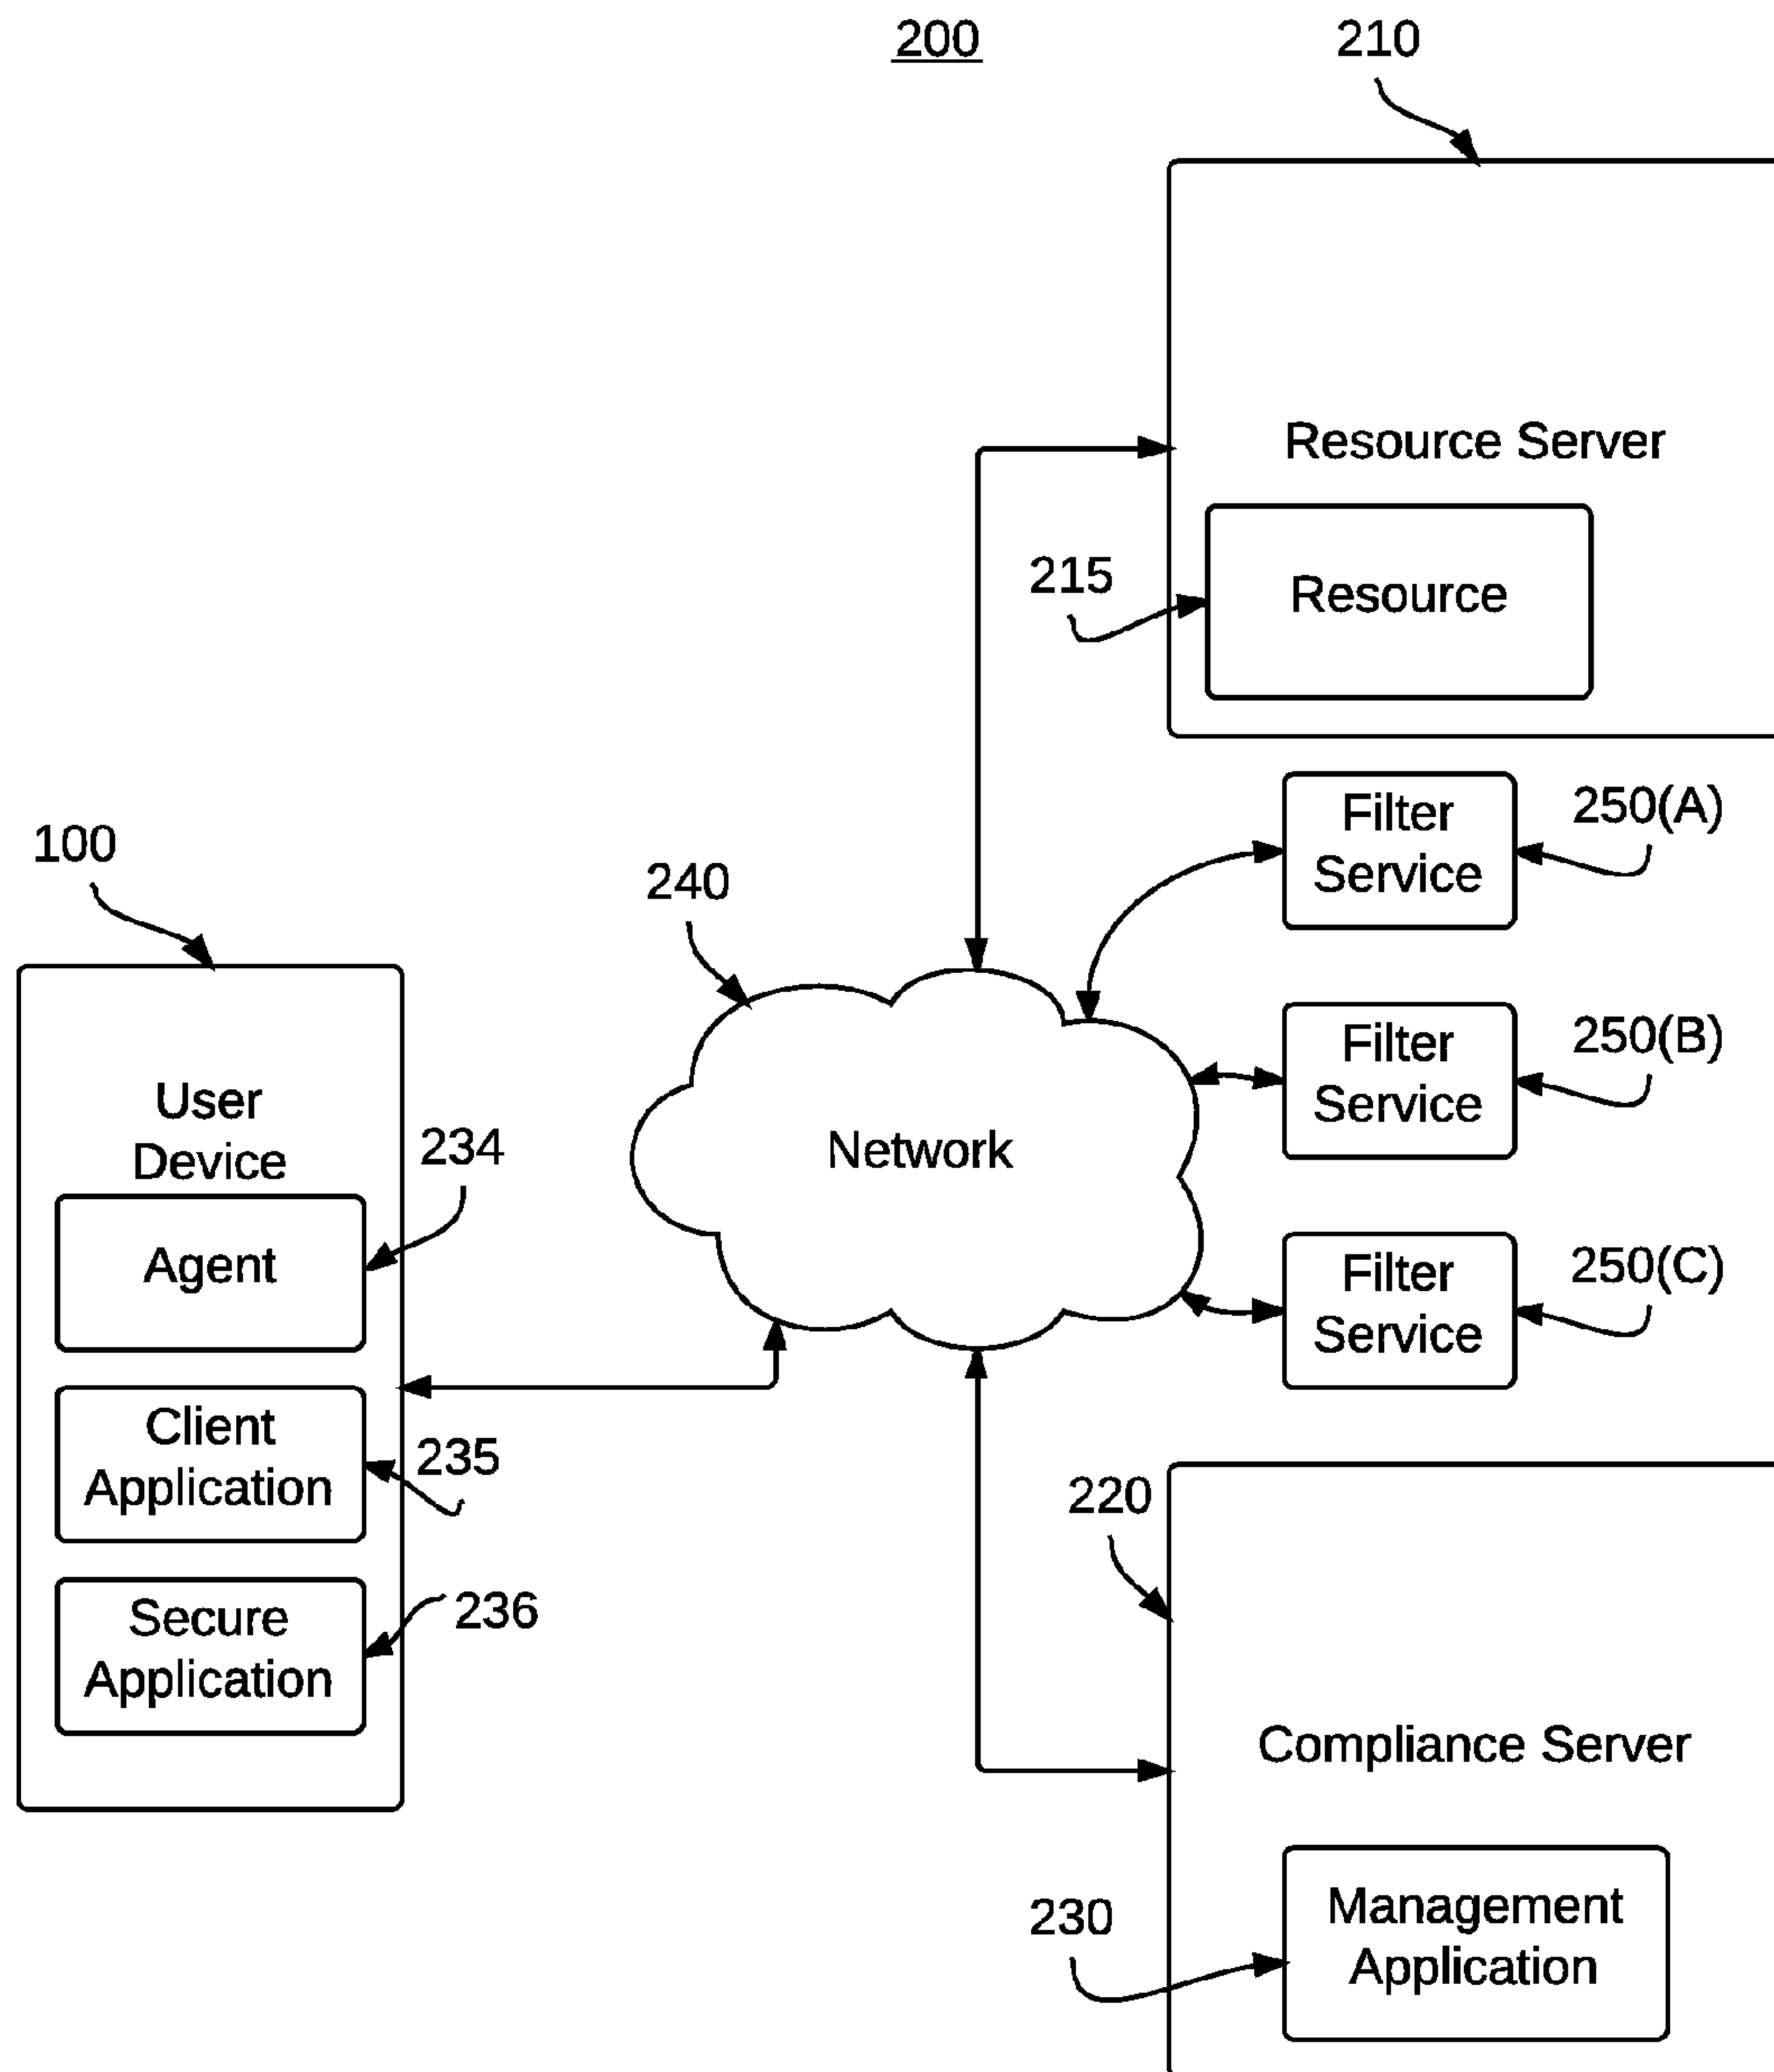 200
210
Resource Server
215
Resource
Filter
Service
250(A)
100
240
Filter
Service
250(B)
User
Device
234
Network
Agent
Filter
Service
250(C)
Client
Application
235
220
Secure
Application
236
Compliance Server
230
Management
Application